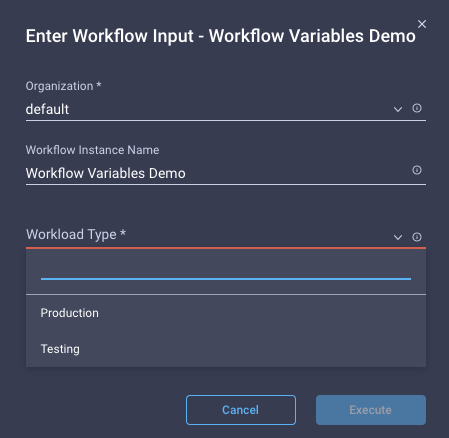 Enter Workflow Input - Workflow Variables Demo
Organization *
default
Workflow Instance Name
Workflow Variables Demo
Workload Type *
Production
Testing
Cancel
Execute